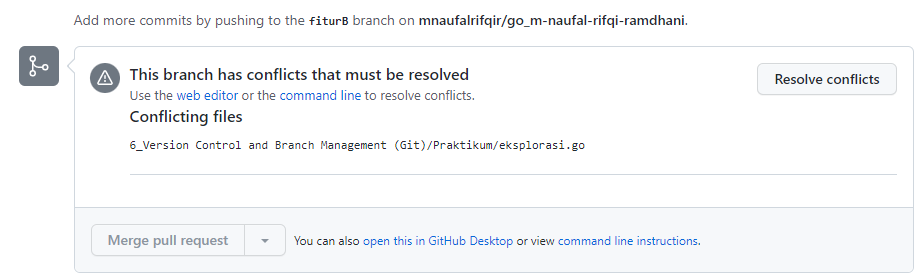 Add more commits by pushing to the fiturB branch on mnaufalrifqir/go_m-naufal-rifqi-ramdhani.
This branch has conflicts that must be resolved
Resolve conflicts
Use the web editor or the command line to resolve conflicts.
Conflicting files
6_Version Control and Branch Management (Git)/Praktikum/eksplorasi.go
Merge pull request
You can also open this in GitHub Desktop or view command line instructions.